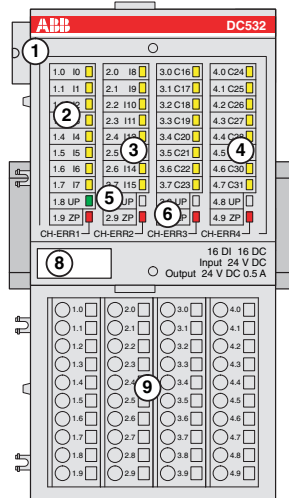 ABB DC532
1
1.0 I0 2.0 I8 3.0 C16 4.0 C24
1.1 I1 2.1 I9 3.1 C17 4.1 C25
2.2 I10 3.2 C18 4.2 C26
2
2.3 I11 3.3 C19 4.3 C27
1.4 I4 2.4 3.4 C20 4.4
3 4
1.5 I5 2.5 3.5 C21 4.5
1.6 I6 2.6 I14 3.6 C22 4.6 C30
1.7 I7 I15 3.7 C23 4.7 C31
5
1.8 UP UP UP 4.8 UP
6
1.9 ZP 2.9 ZP ZP 4.9 ZP
CH-ERR1 CH-ERR2 CH-ERR3 CH-ERR4
8
16 DI 16 DC
Input 24 V DC
Output 24 V DC 0.5 A
1.0 2.0 3.0 4.0
1.1 2.1 3.1 4.1
1.2 2.2 3.2 4.2
1.3 2.3 3.3 4.3
1.4 2.4 3.4 4.4
9
1.5 2.5 3.5 4.5
1.6 2.6 3.6 4.6
1.7 2.7 3.7 4.7
1.8 2.8 3.8 4.8
1.9 2.9 3.9 4.9